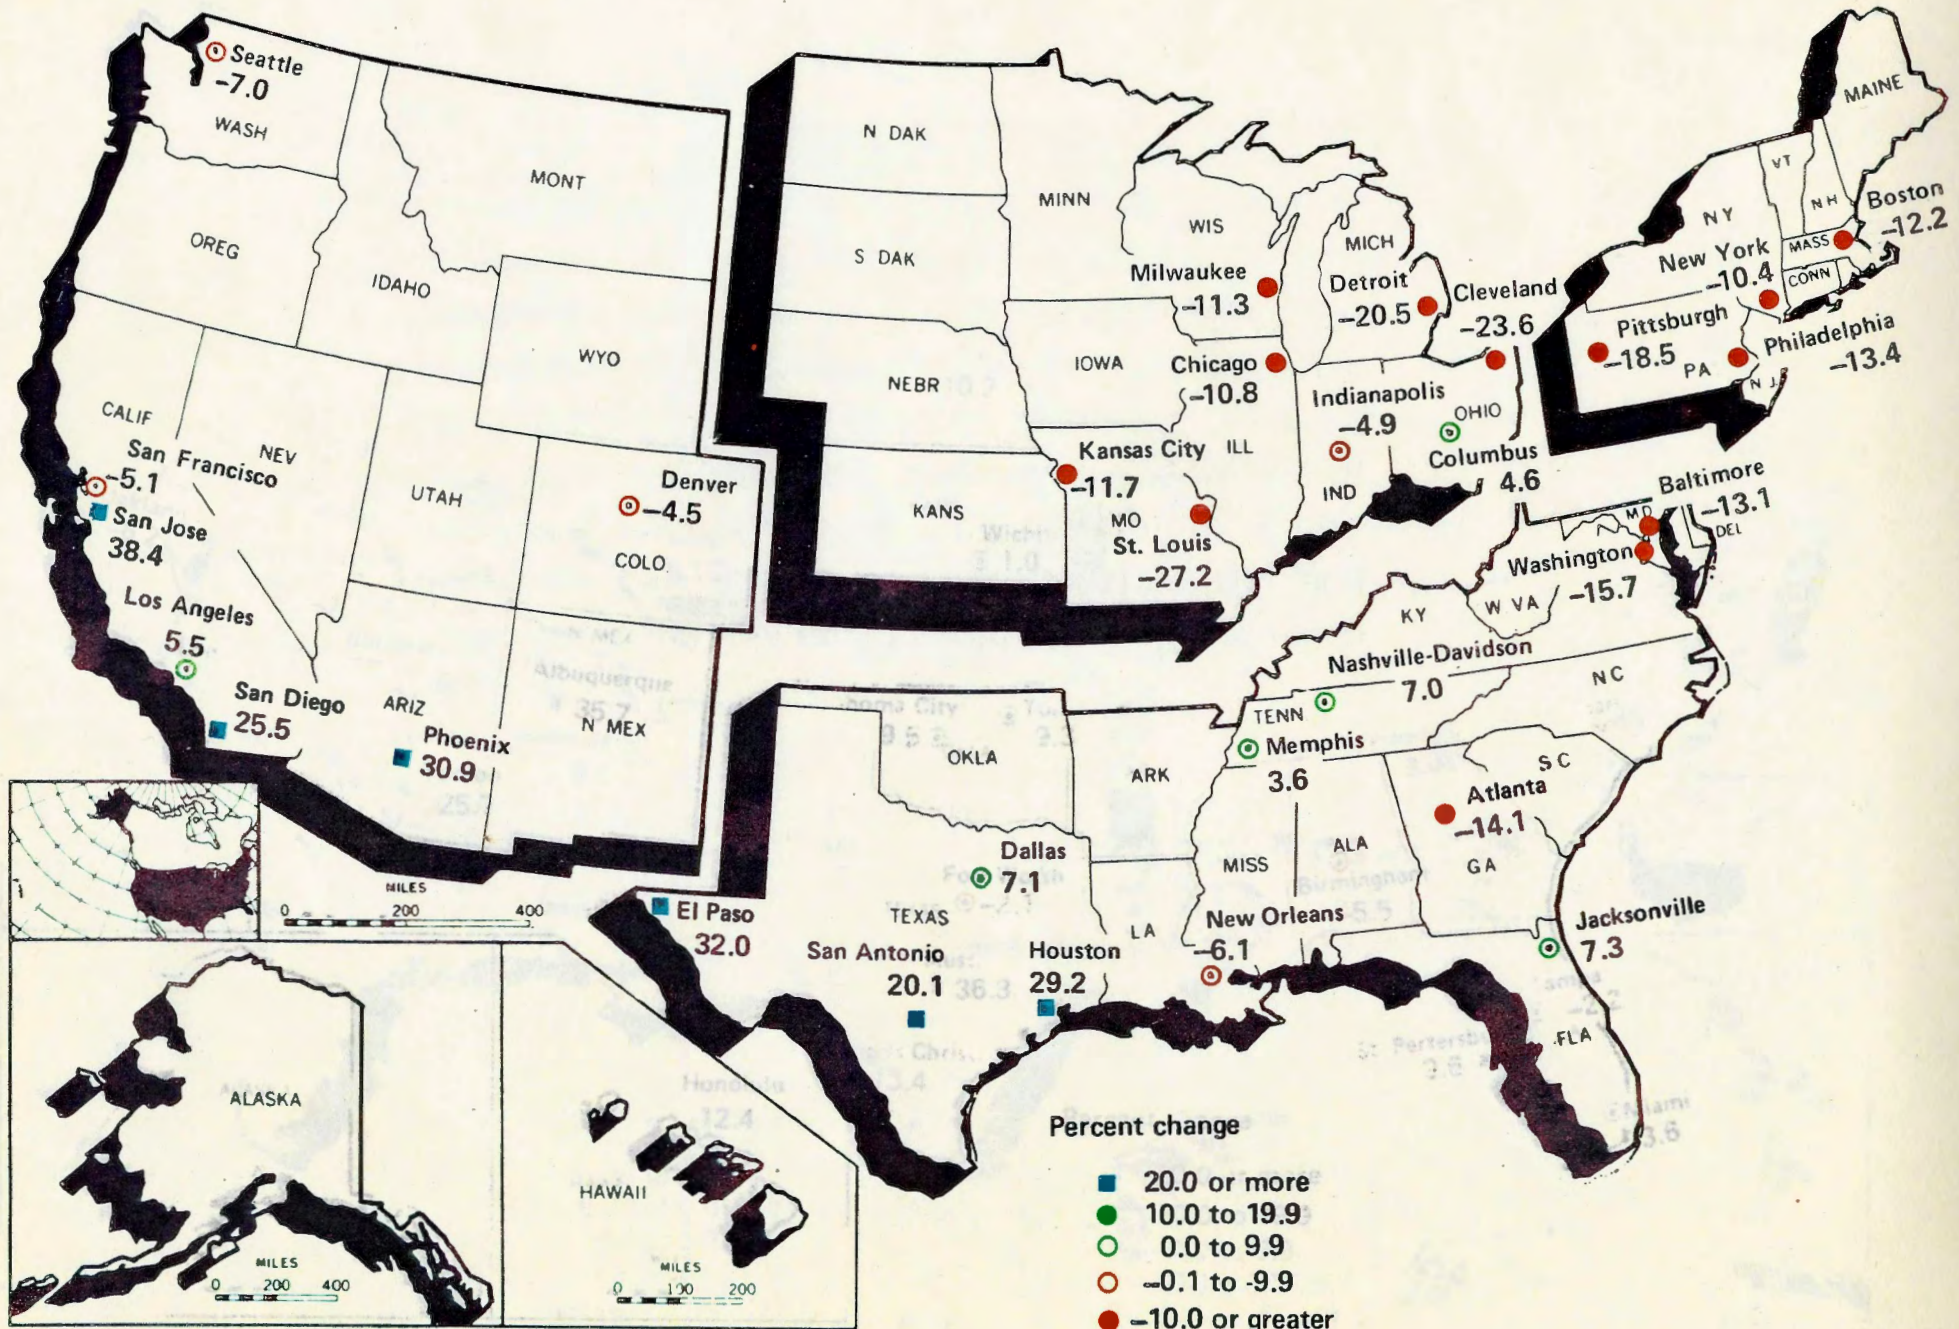 Seattle
-7.0
WASH
MONT
OREG
IDAHO
WYO
CALIF
NEV
San Francisco
-5.1
San Jose
38.4
UTAH
Denver
-4.5
COLO
Los Angeles
5.5
San Diego
25.5
ARIZ
Phoenix
30.9
N MEX
N DAK
S DAK
NEBR
KANS
MINN
WIS
Milwaukee
-11.3
IOWA
Chicago
-10.8
ILL
Kansas City
-11.7
MO
St. Louis
-27.2
MICH
Detroit
-20.5
Cleveland
-23.6
Indianapolis
-4.9
IND
OHIO
Columbus
4.6
MAINE
VT
NH
Boston
-12.2
MASS
CONN
NY
New York
-10.4
Pittsburgh
-18.5
PA
Philadelphia
-13.4
N J
Baltimore
-13.1
MD
DEL
Washington
-15.7
W VA
KY
Nashville-Davidson
7.0
TENN
Memphis
3.6
NC
SC
Atlanta
-14.1
GA
ALA
MISS
OKLA
ARK
Dallas
7.1
TEXAS
El Paso
32.0
San Antonio
20.1
Houston
29.2
LA
New Orleans
-6.1
Jacksonville
7.3
FLA
MILES
0 200 400
ALASKA
MILES
0 200 400
HAWAII
MILES
0 100 200
Percent change
20.0 or more
10.0 to 19.9
0.0 to 9.9
-0.1 to -9.9
-10.0 or greater